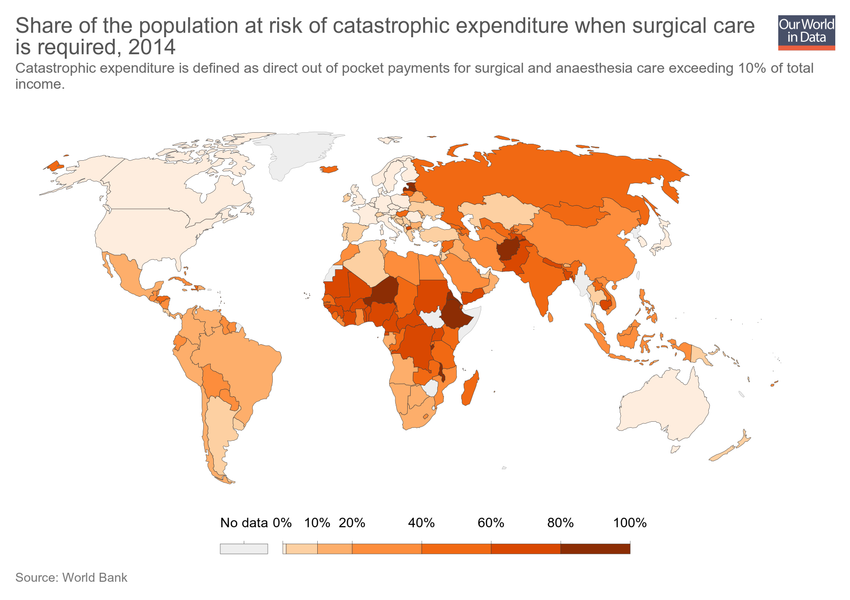 Share of the population at risk of catastrophic expenditure when surgical care
is required, 2014
Our World
in Data
Catastrophic expenditure is defined as direct out of pocket payments for surgical and anaesthesia care exceeding 10% of total
income.
No data 0% 10% 20% 40% 60% 80% 100%
Source: World Bank